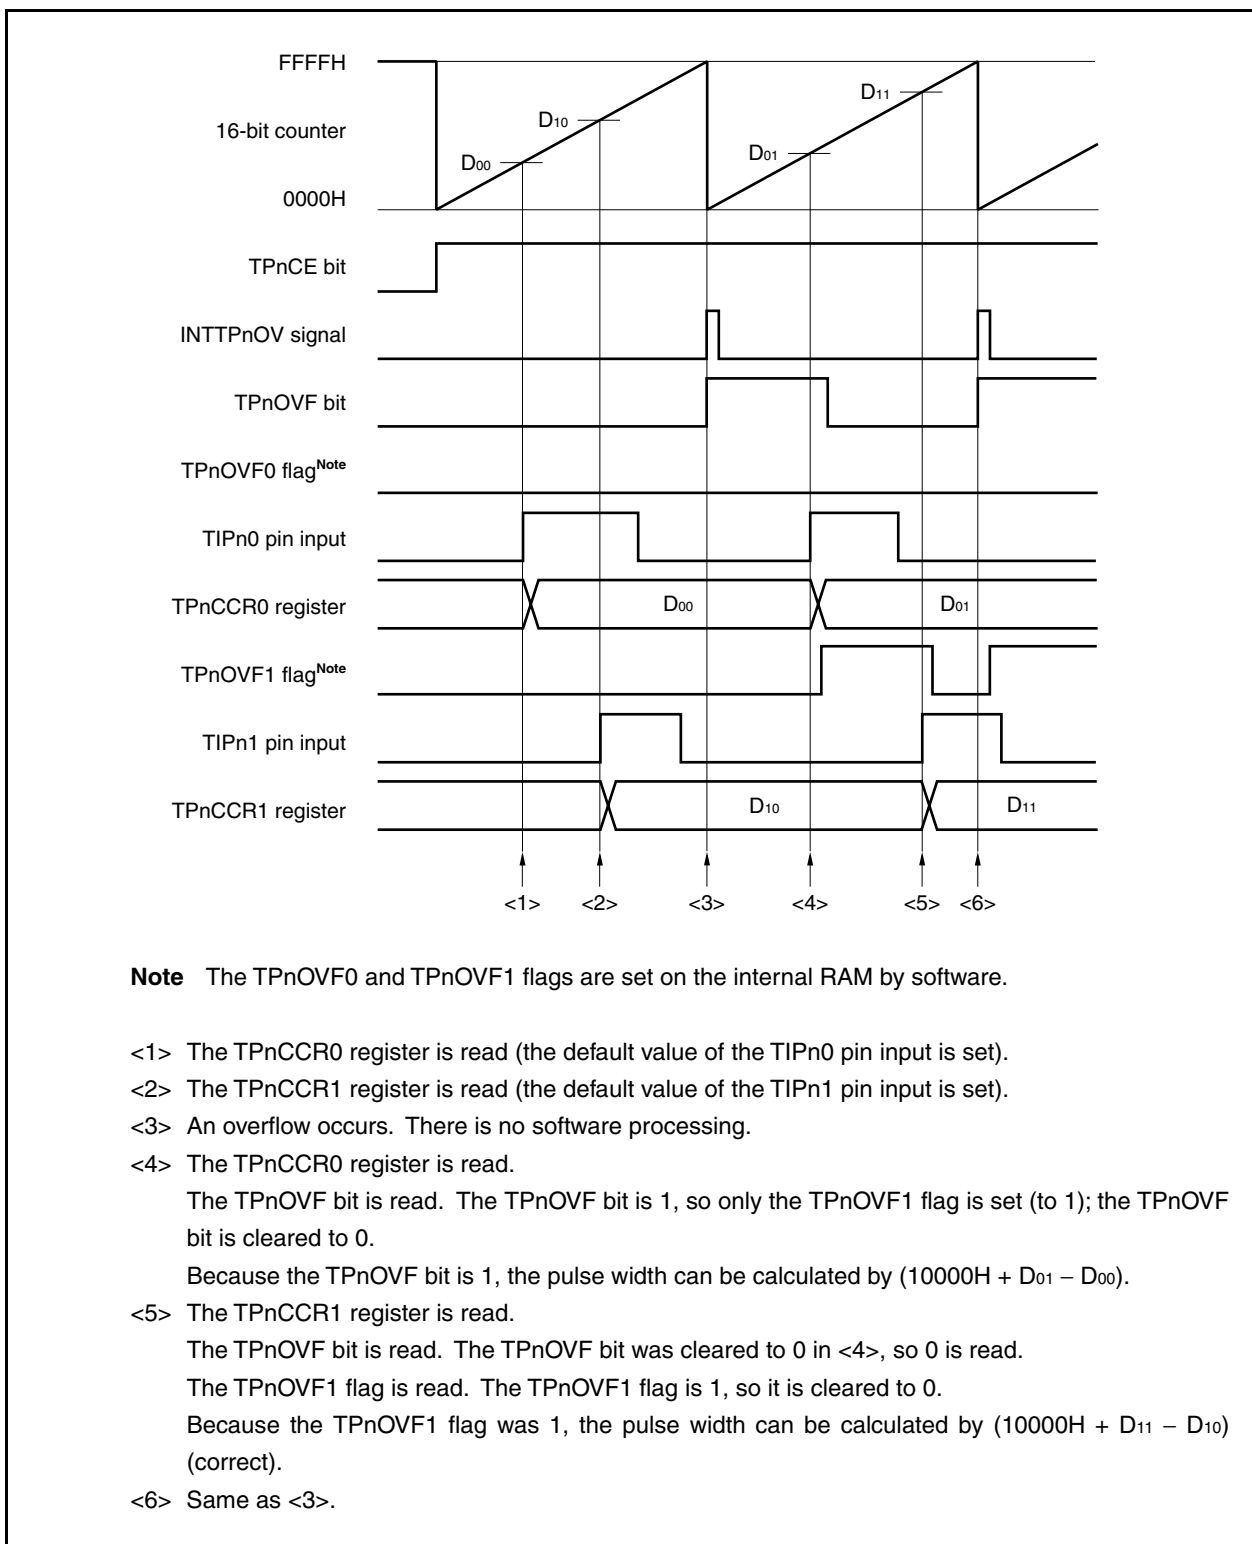 FFFFH
D11
D10
16-bit counter
D01
D00
0000H
TPnCE bit
INTTPnOV signal
TPnOVF bit
TPnOVF0 flagNote
TIPn0 pin input
TPnCCR0 register D00 D01
TPnOVF1 flagNote
TIPn1 pin input
TPnCCR1 register D10 D11
<1> <2> <3> <4> <5> <6>
Note The TPnOVF0 and TPnOVF1 flags are set on the internal RAM by software.
<1> The TPnCCR0 register is read (the default value of the TIPn0 pin input is set).
<2> The TPnCCR1 register is read (the default value of the TIPn1 pin input is set).
<3> An overflow occurs. There is no software processing.
<4> The TPnCCR0 register is read.
The TPnOVF bit is read. The TPnOVF bit is 1, so only the TPnOVF1 flag is set (to 1); the TPnOVF
bit is cleared to 0.
Because the TPnOVF bit is 1, the pulse width can be calculated by (10000H + D01 − D00).
<5> The TPnCCR1 register is read.
The TPnOVF bit is read. The TPnOVF bit was cleared to 0 in <4>, so 0 is read.
The TPnOVF1 flag is read. The TPnOVF1 flag is 1, so it is cleared to 0.
Because the TPnOVF1 flag was 1, the pulse width can be calculated by (10000H + D11 − D10)
(correct).
<6> Same as <3>.